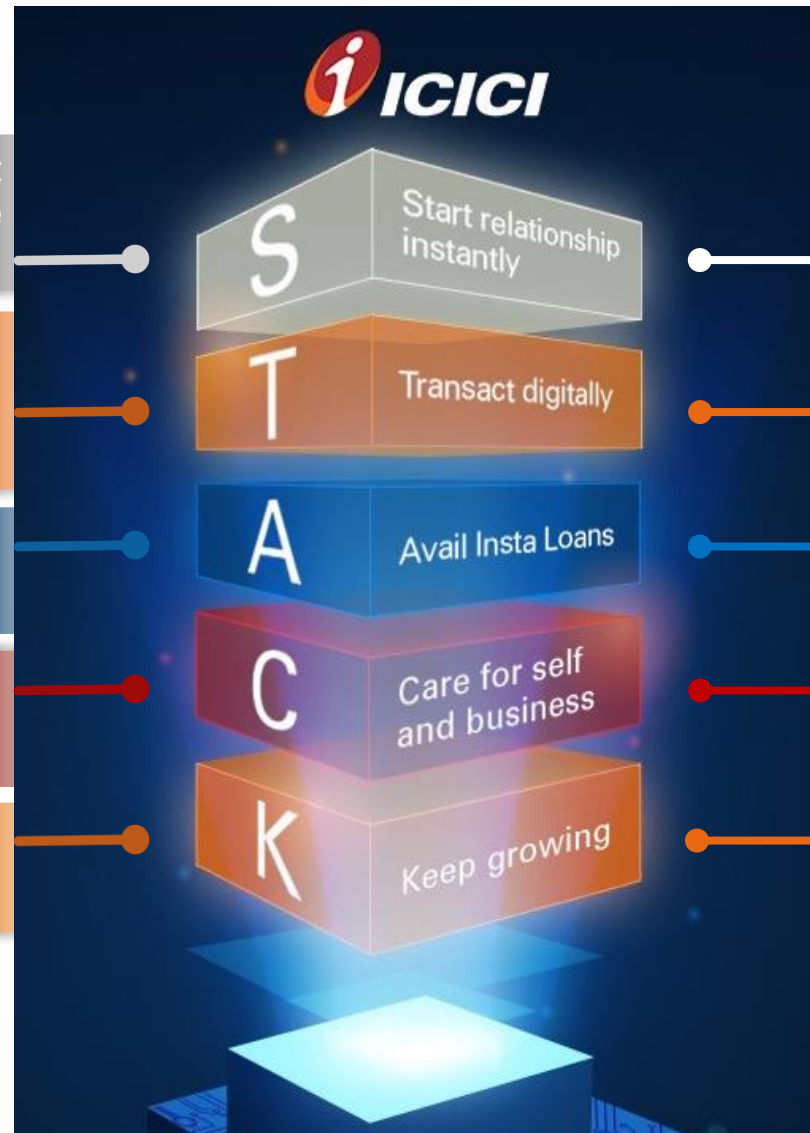 ICICI
S
Start relationship
instantly
T
Transact digitally
A
Avail Insta Loans
C
Care for self
and business
K
Keep growing